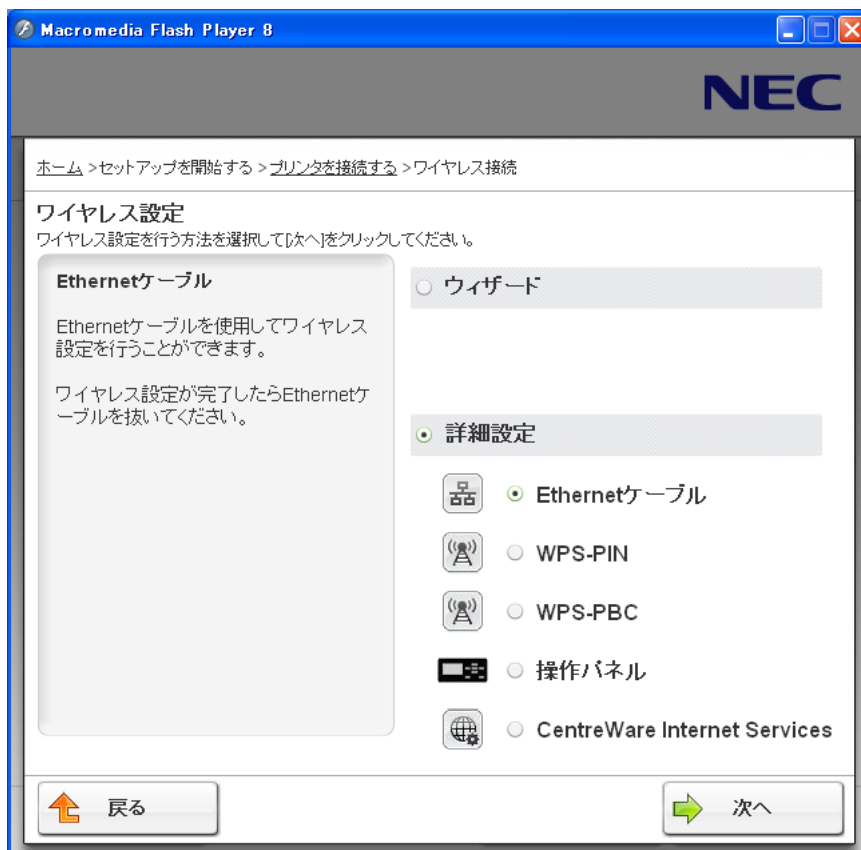 Macromedia Flash Player 8
NEC
ホーム >セットアップを開始する >プリンタを接続する >ワイヤレス接続
ワイヤレス設定
ワイヤレス設定を行う方法を選択して[次へ]をクリックしてください。
Ethernetケーブル
Ethernetケーブルを使用してワイヤレス
設定を行うことができます。
ワイヤレス設定が完了したらEthernetケ
ーブルを抜いてください。
ウィザード
詳細設定
Ethernetケーブル
WPS-PIN
WPS-PBC
操作パネル
CentreWare Internet Services
戻る
次へ